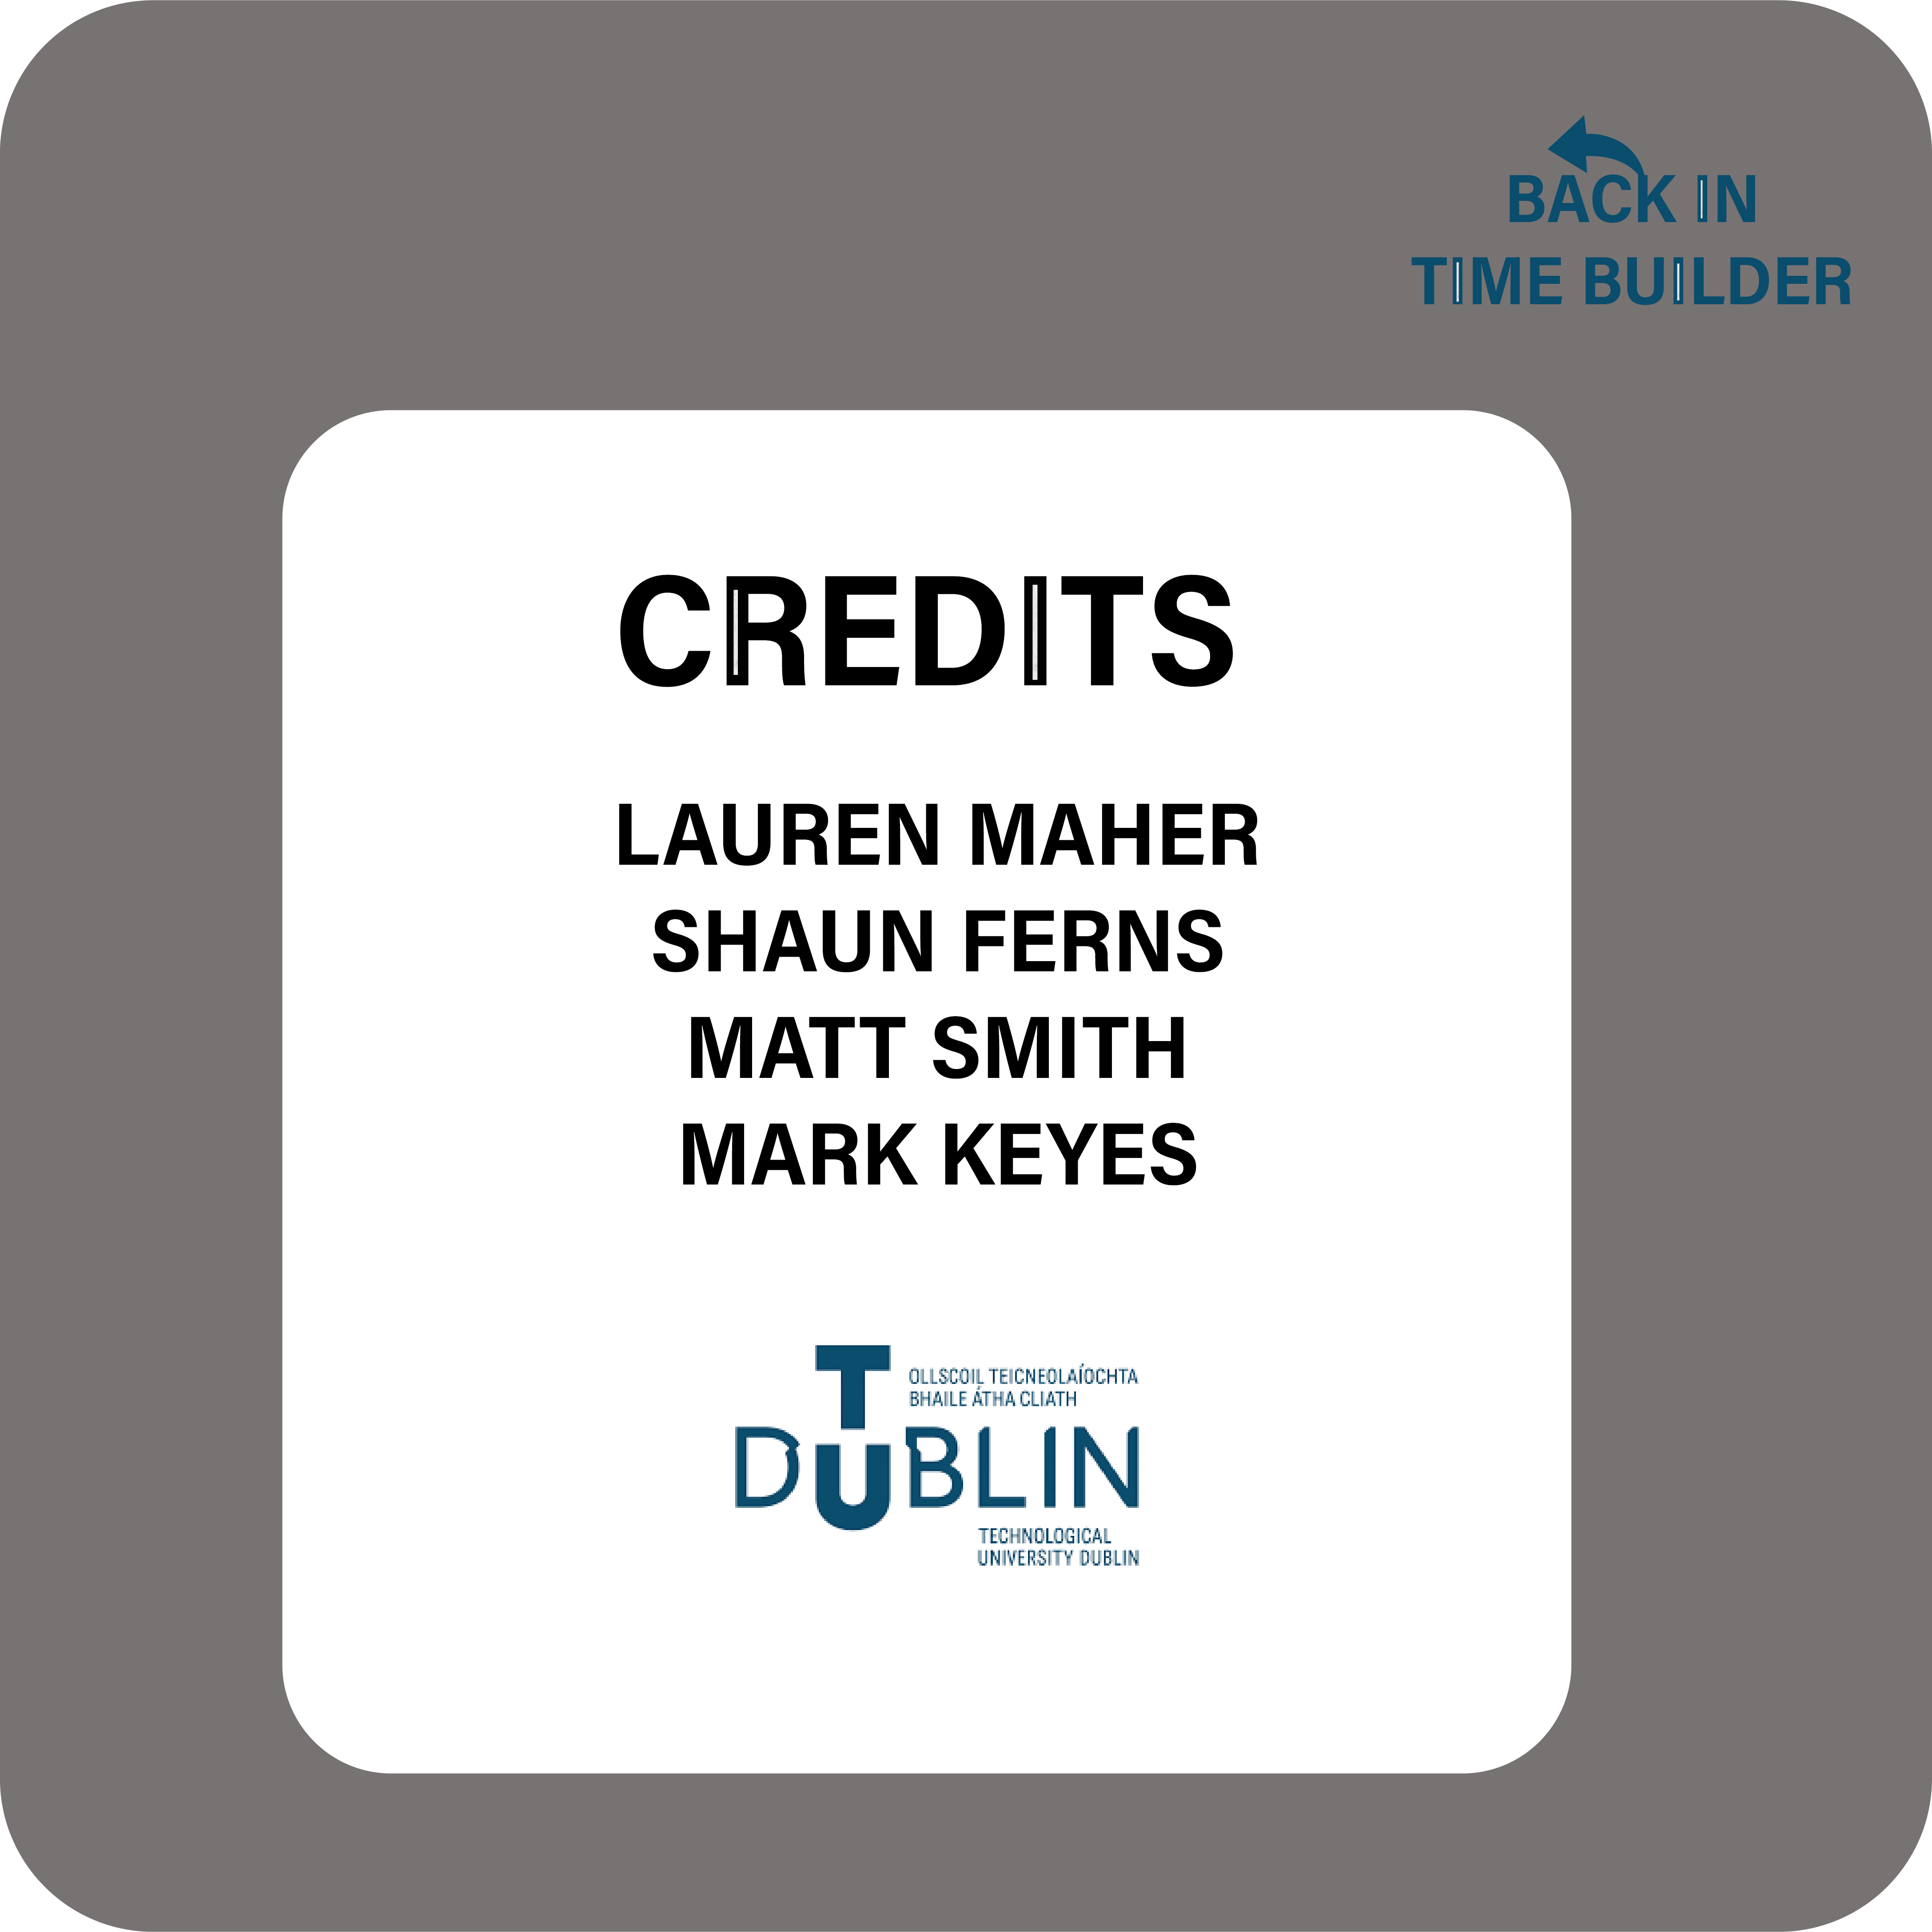 BACK IN
TIME BUILDER
CREDITS
LAUREN MAHER
SHAUN FERNS
MATT SMITH
MARK KEYES
OLLSCOIL TEICNEOLAÍOCHTA
BHAILE ÁTHA CLIATH
T
DUBLIN
TECHNOLOGICAL
UNIVERSITY DUBLIN